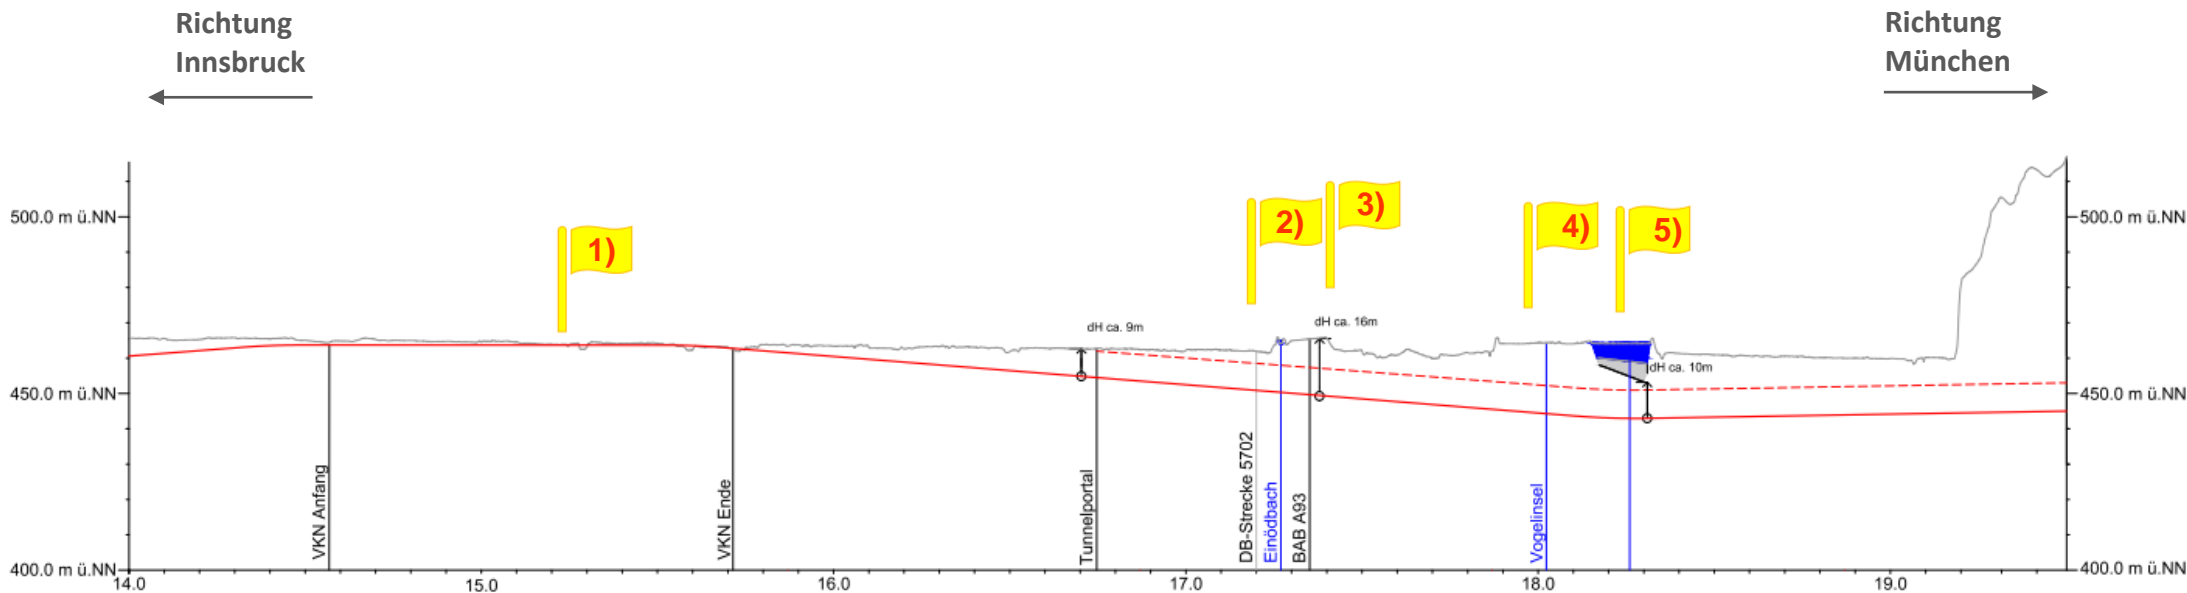 Richtung
Innsbruck
Richtung
München
500.0 m ü.NN
500.0 m ü.NN
1)
2)
3)
4)
5)
dH ca. 9m
dH ca. 16m
dH ca. 10m
450.0 m ü.NN
450.0 m ü.NN
VKN Anfang
VKN Ende
Tunnelportal
DB-Strecke 5702
Einödbach
BAB A93
Vogelinsel
400.0 m ü.NN
400.0 m ü.NN
14.0
15.0
16.0
17.0
18.0
19.0